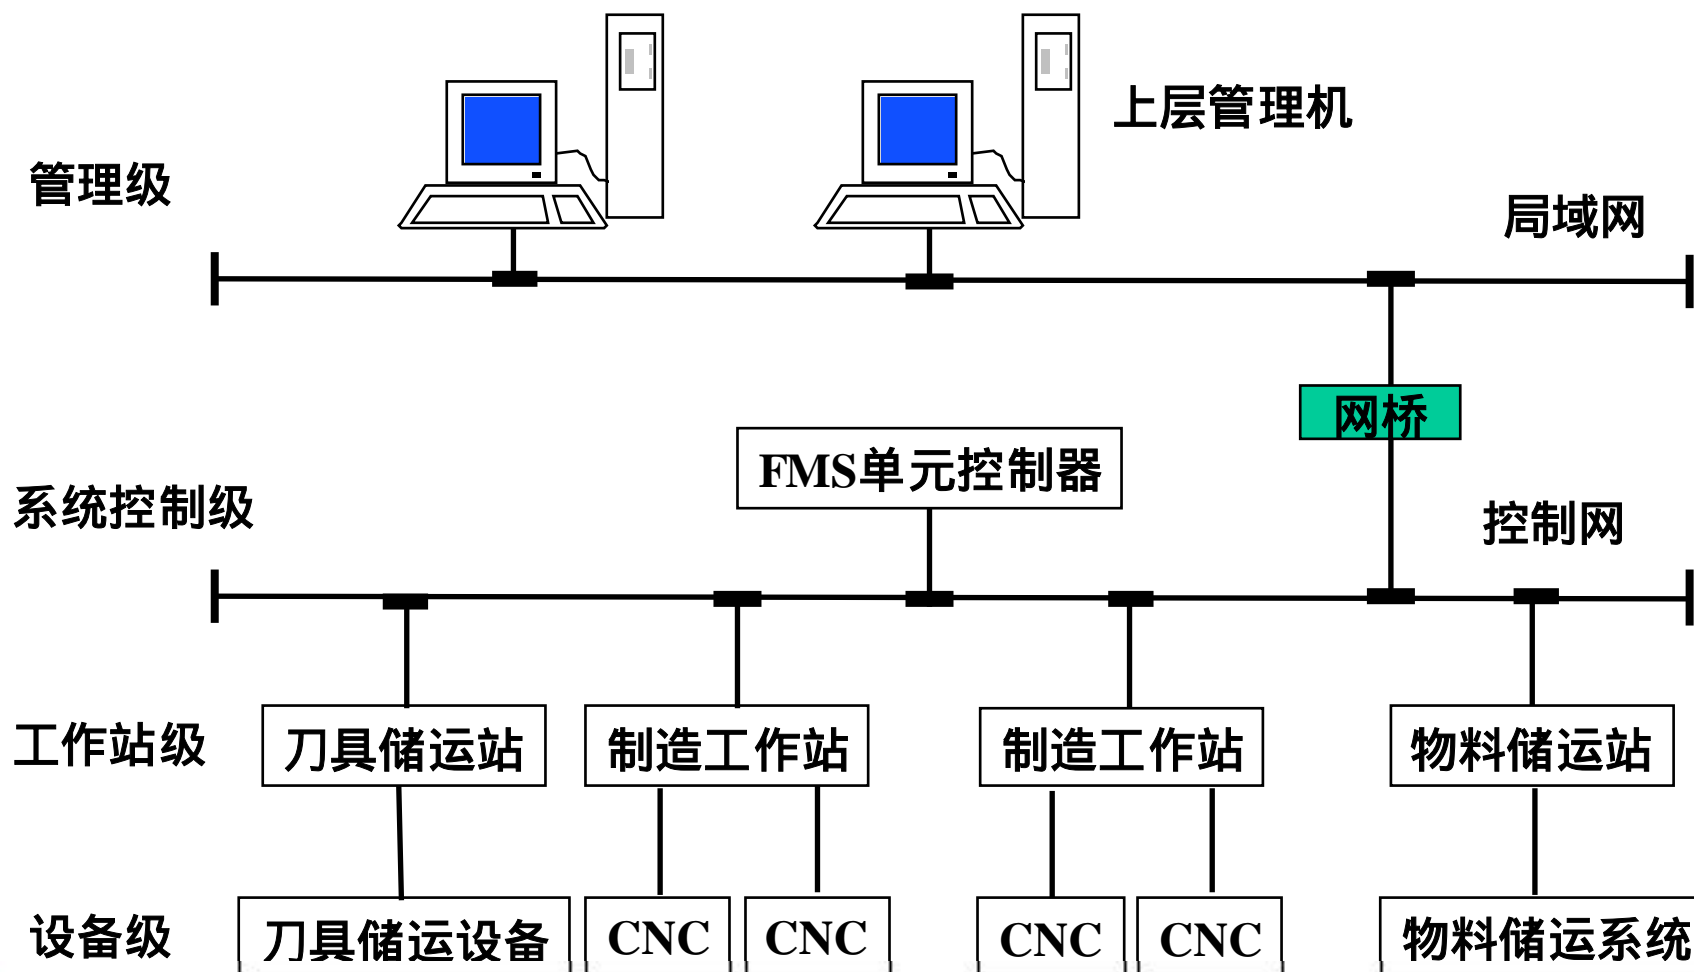 上层管理机
管理级
局域网
网桥
FMS单元控制器
系统控制级
控制网
工作站级
刀具储运站
制造工作站
制造工作站
物料储运站
设备级
刀具储运设备
CNC
CNC
CNC
CNC
物料储运系统